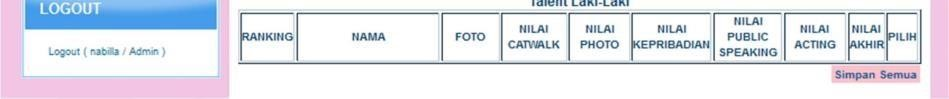 LOGOUT
Logout ( nabilla / Admin )
Talent Laki-Laki
RANKING
NAMA
FOTO
NILAI
CATWALK
NILAI
PHOTO
NILAI
KEPRIBADIAN
NILAI
PUBLIC
SPEAKING
NILAI
ACTING
NILAI
AKHIR
PILIH
Simpan Semua